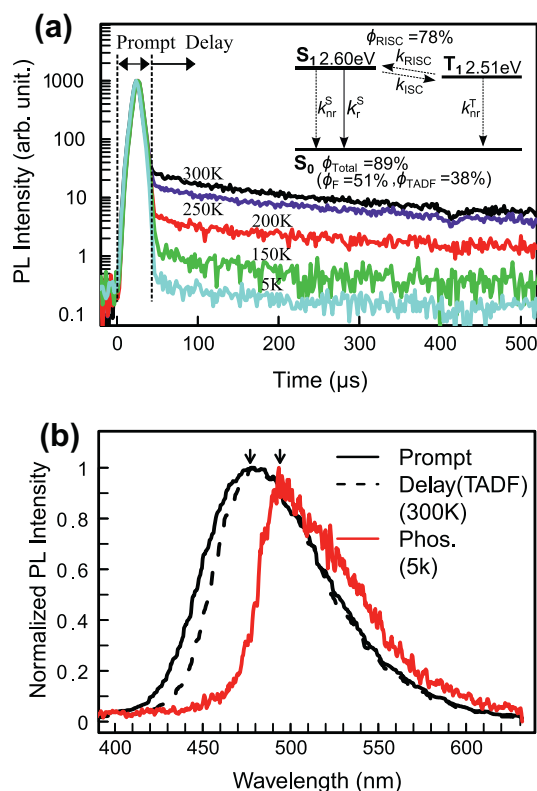 (a)
Prompt Delay
ϕRISC =78%
S1 2.60eV
kRISC
kISC
T1 2.51eV
kSnr
kSr
kTnr
S0 ϕTotal =89%
(ϕF =51% ,ϕTADF =38%)
300K
250K
200K
150K
5K
PL Intensity (arb. unit.)
1000
100
10
1
0.1
0 100 200 300 400 500
Time (μs)
(b)
Prompt
Delay(TADF)
(300K)
Phos.
(5k)
Normalized PL Intensity
1
0.8
0.6
0.4
0.2
0
400 450 500 550 600
Wavelength (nm)